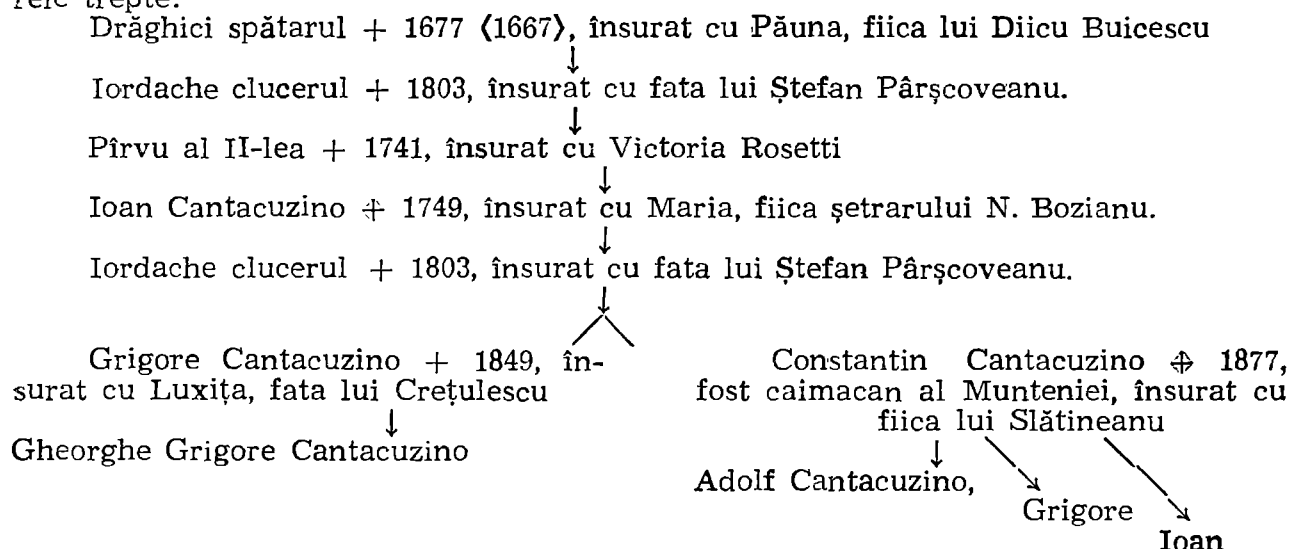 rele trepte:
Drăghici spătarul + 1677 ⟨1667⟩, însurat cu Păuna, fiica lui Diicu Buicescu
↓
Iordache clucerul + 1803, însurat cu fata lui Ștefan Pârșcoveanu.
↓
Pîrvu al II-lea + 1741, însurat cu Victoria Rosetti
↓
Ioan Cantacuzino + 1749, însurat cu Maria, fiica șetrarului N. Bozianu.
↓
Iordache clucerul + 1803, însurat cu fata lui Ștefan Pârșcoveanu.
↓
Grigore Cantacuzino + 1849, în-
surat cu Luxița, fata lui Crețulescu
↓
Gheorghe Grigore Cantacuzino
Constantin Cantacuzino + 1877,
fost caimacan al Munteniei, însurat cu
fiica lui Slătineanu
↓
Adolf Cantacuzino,
Grigore
Ioan